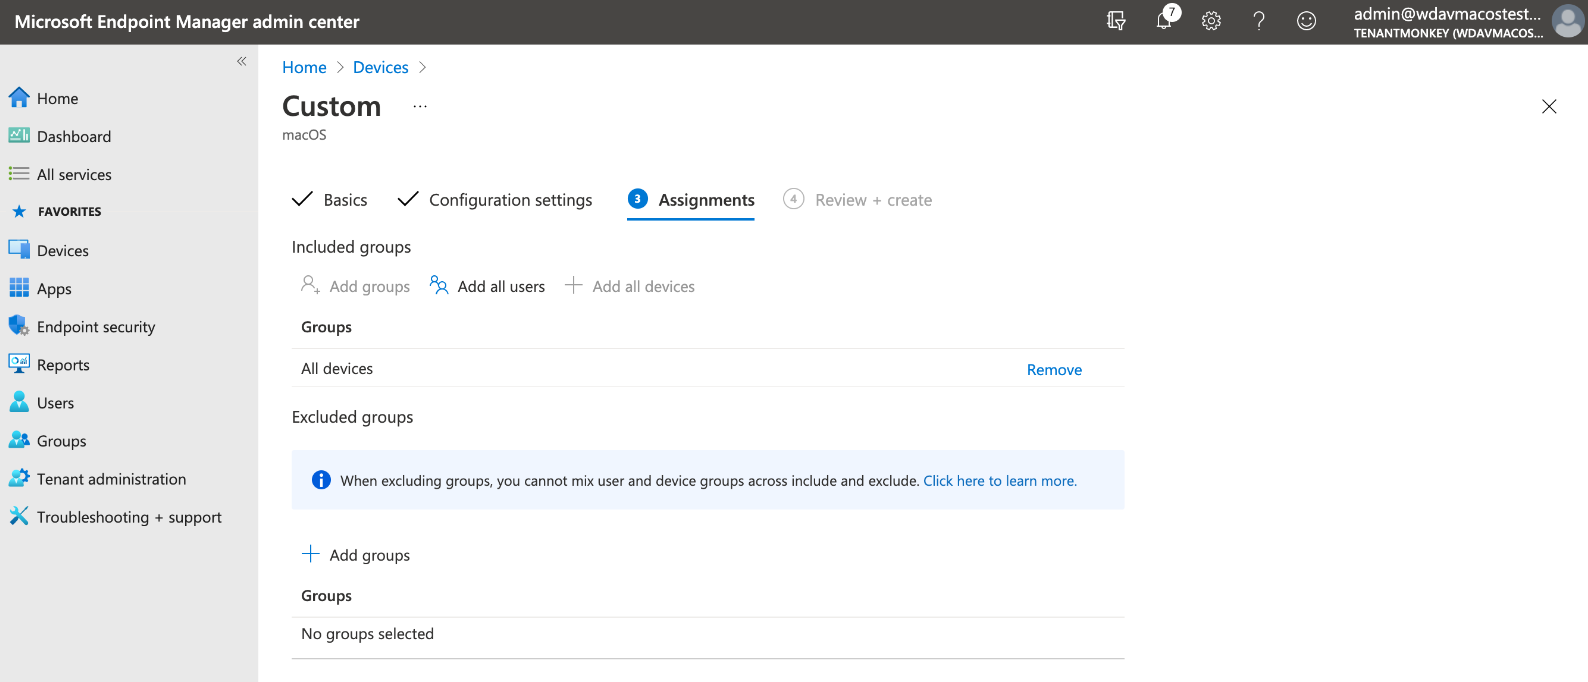 Microsoft Endpoint Manager admin center
7
admin@wdavmacostest...
TENANTMONKEY (WDAVMACOS...
Home
Dashboard
All services
FAVORITES
Devices
Apps
Endpoint security
Reports
Users
Groups
Tenant administration
Troubleshooting + support
Home > Devices >
Custom ...
macOS
Basics Configuration settings 3 Assignments 4 Review + create
Included groups
Add groups Add all users Add all devices
Groups
All devices Remove
Excluded groups
When excluding groups, you cannot mix user and device groups across include and exclude. Click here to learn more.
Add groups
Groups
No groups selected